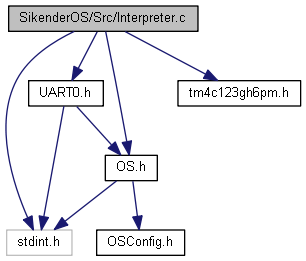 SikenderOS/Src/Interpreter.c
UART0.h
tm4c123gh6pm.h
OS.h
stdint.h
OSConfig.h